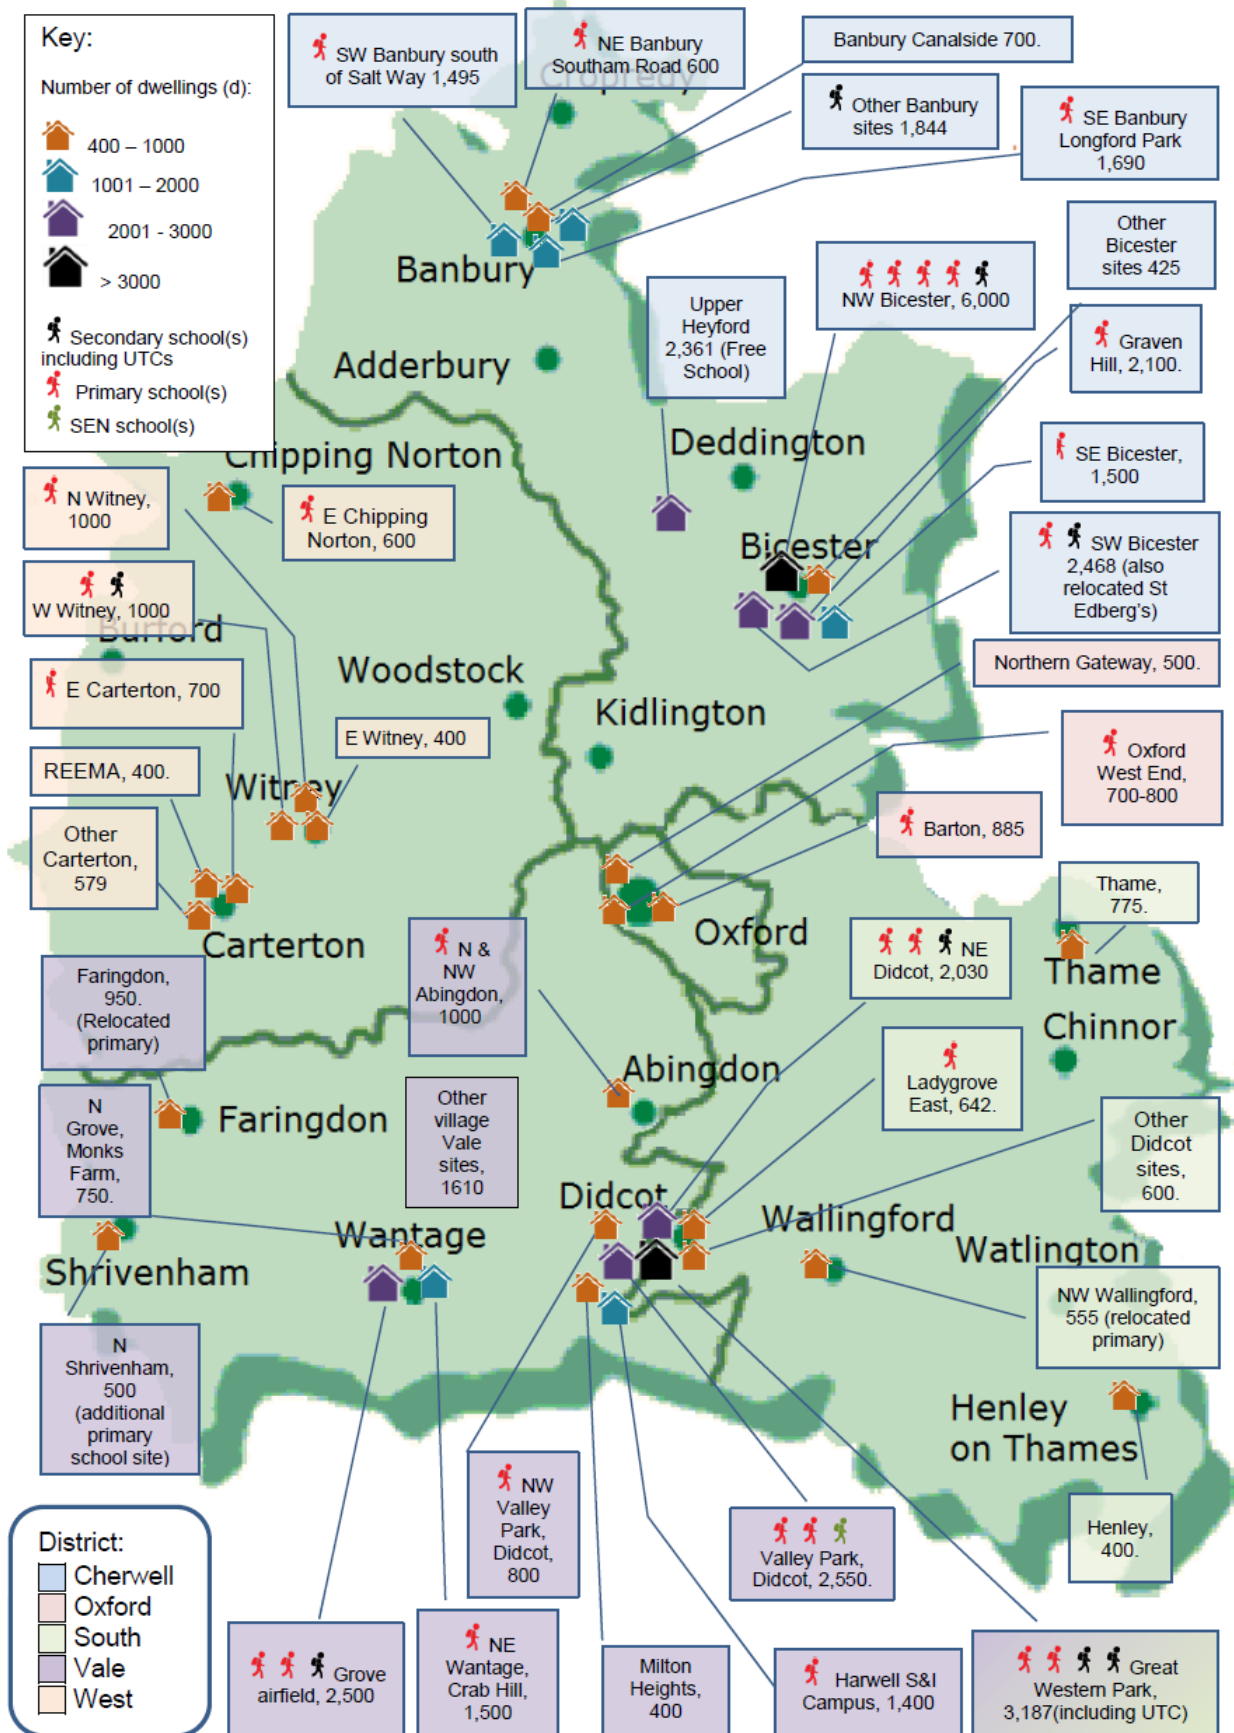 Key:
Number of dwellings (d):
400 – 1000
1001 – 2000
2001 - 3000
> 3000
Secondary school(s)
including UTCs
Primary school(s)
SEN school(s)
SW Banbury south
of Salt Way 1,495
NE Banbury
Southam Road 600
Banbury Canalside 700.
Other Banbury
sites 1,844
SE Banbury
Longford Park
1,690
Cropredy
Other
Bicester
sites 425
Banbury
NW Bicester, 6,000
Upper
Heyford
2,361 (Free
School)
Graven
Hill, 2,100.
Adderbury
Deddington
SE Bicester,
1,500
Chipping Norton
N Witney,
1000
E Chipping
Norton, 600
Bicester
SW Bicester
2,468 (also
relocated St
Edberg's)
W Witney, 1000
Burford
Woodstock
Northern Gateway, 500.
E Carterton, 700
Kidlington
E Witney, 400
Oxford
West End,
700-800
REEMA, 400.
Witney
Other
Carterton,
579
Barton, 885
Thame,
775.
Carterton
Oxford
N &
NW
Abingdon,
1000
NE
Didcot, 2,030
Thame
Faringdon,
950.
(Relocated
primary)
Chinnor
Abingdon
Ladygrove
East, 642.
Faringdon
N
Grove,
Monks
Farm,
750.
Other
village
Vale
sites,
1610
Other
Didcot
sites,
600.
Didcot
Wallingford
Wantage
Watlington
Shrivenham
NW Wallingford,
555 (relocated
primary)
N
Shrivenham,
500
(additional
primary
school site)
Henley
on Thames
NW
Valley
Park,
Didcot,
800
Valley Park,
Didcot, 2,550.
Henley,
400.
District:
Cherwell
Oxford
South
Vale
West
Grove
airfield, 2,500
NE
Wantage,
Crab Hill,
1,500
Milton
Heights,
400
Harwell S&I
Campus, 1,400
Great
Western Park,
3,187(including UTC)